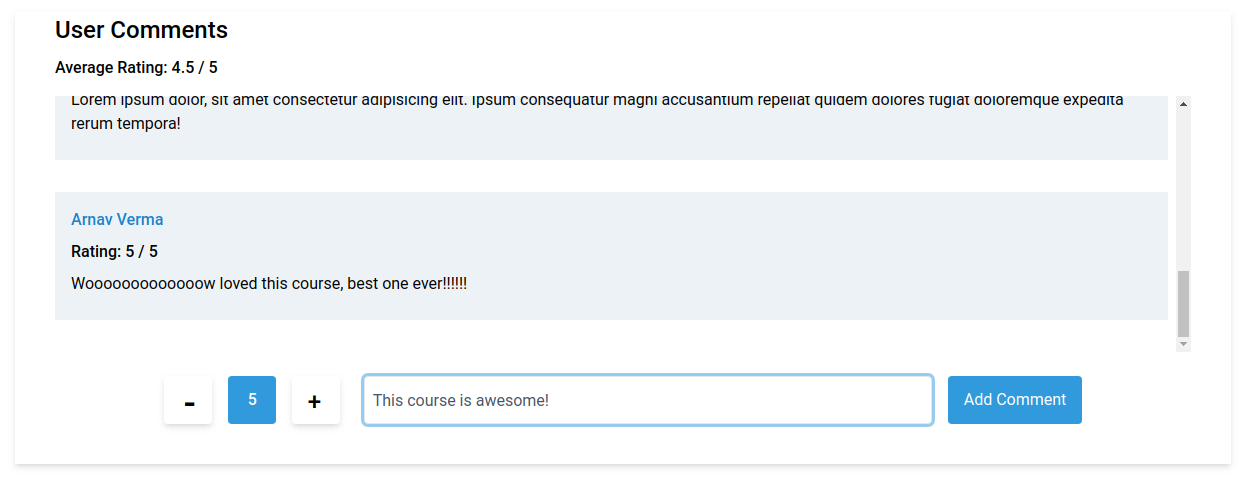 User Comments
Average Rating: 4.5 / 5
Lorem ipsum dolor, sit amet consectetur adipisicing elit. Ipsum consequatur magni accusantium repellat quidem dolores fugiat doloremque expedita
rerum tempora!
Arnav Verma
Rating: 5 / 5
Wooooooooooooow loved this course, best one ever!!!!!!
- 5 + This course is awesome! Add Comment